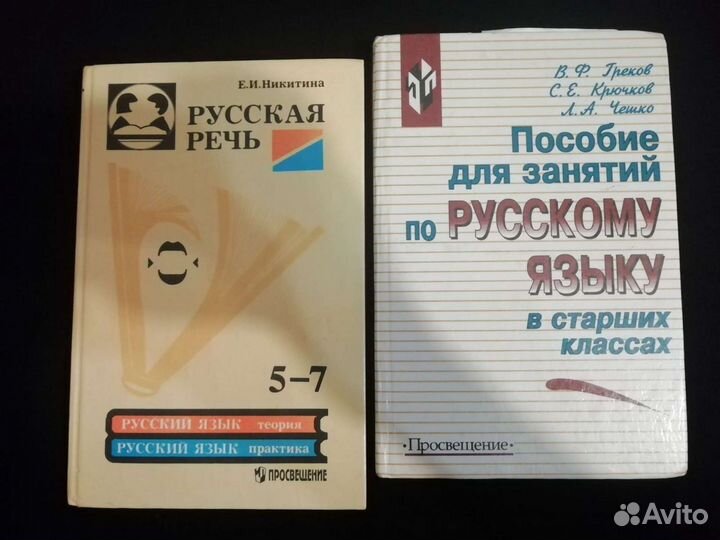 Е.И.Никитина
РУССКАЯ
РЕЧЬ
5–7
РУССКИЙ ЯЗЫК теория
РУССКИЙ ЯЗЫК практика
ПРОСВЕЩЕНИЕ
В. Ф. Греков
С. Е. Крючков
Л. А. Чешко
Пособие
для занятий
по РУССКОМУ
ЯЗЫКУ
в старших
классах
·Просвещение·
Avito